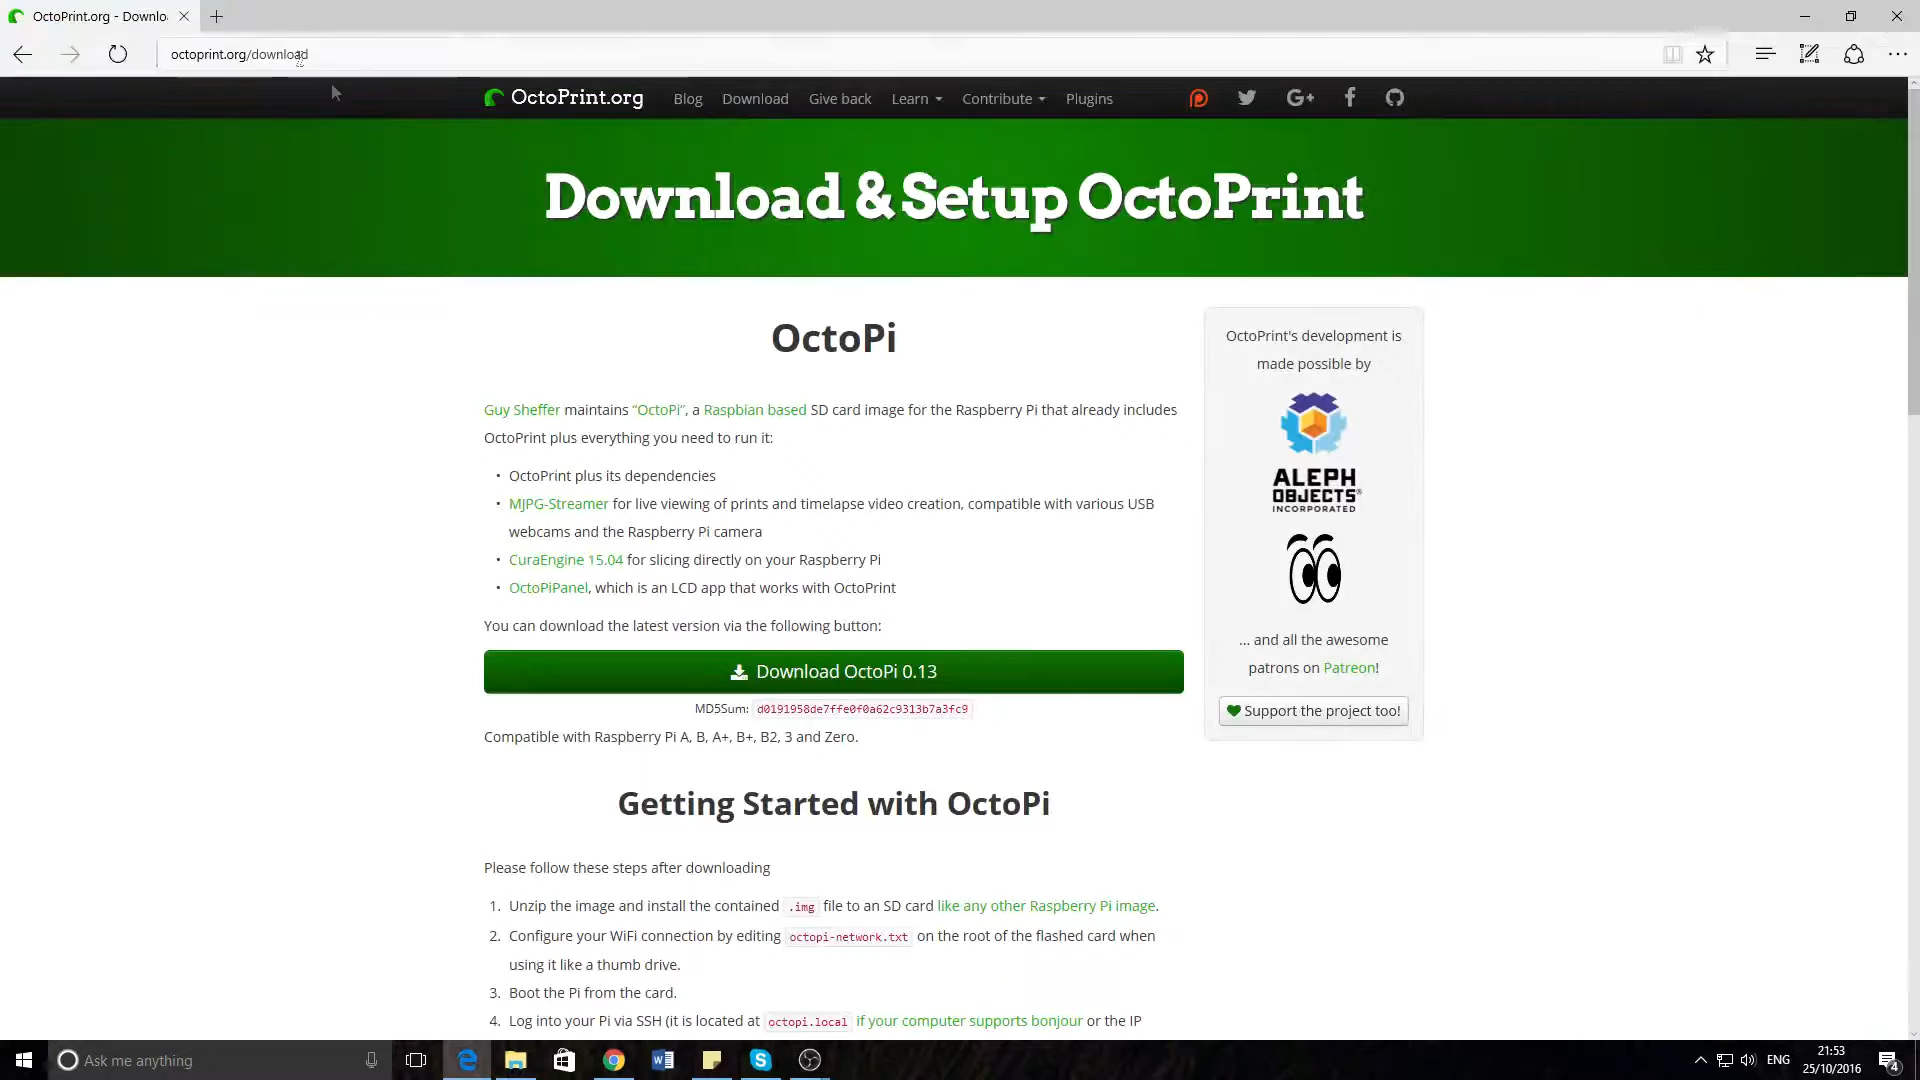 OctoPrint.org - Downlo
octoprint.org/download
OctoPrint.org Blog Download Give back Learn Contribute Plugins
Download & Setup OctoPrint
OctoPi
Guy Sheffer maintains “OctoPi”, a Raspbian based SD card image for the Raspberry Pi that already includes
OctoPrint plus everything you need to run it:
• OctoPrint plus its dependencies
• MJPG-Streamer for live viewing of prints and timelapse video creation, compatible with various USB
webcams and the Raspberry Pi camera
• CuraEngine 15.04 for slicing directly on your Raspberry Pi
• OctoPiPanel, which is an LCD app that works with OctoPrint
You can download the latest version via the following button:
Download OctoPi 0.13
MD5Sum: d0191958de7ffe0f0a62c9313b7a3fc9
Compatible with Raspberry Pi A, B, A+, B+, B2, 3 and Zero.
Getting Started with OctoPi
Please follow these steps after downloading
1. Unzip the image and install the contained .img file to an SD card like any other Raspberry Pi image.
2. Configure your WiFi connection by editing octopi-network.txt on the root of the flashed card when
using it like a thumb drive.
3. Boot the Pi from the card.
4. Log into your Pi via SSH (it is located at octopi.local if your computer supports bonjour or the IP
OctoPrint's development is
made possible by
ALEPH
OBJECTS®
INCORPORATED
... and all the awesome
patrons on Patreon!
Support the project too!
Ask me anything
ENG
21:53
25/10/2016
4